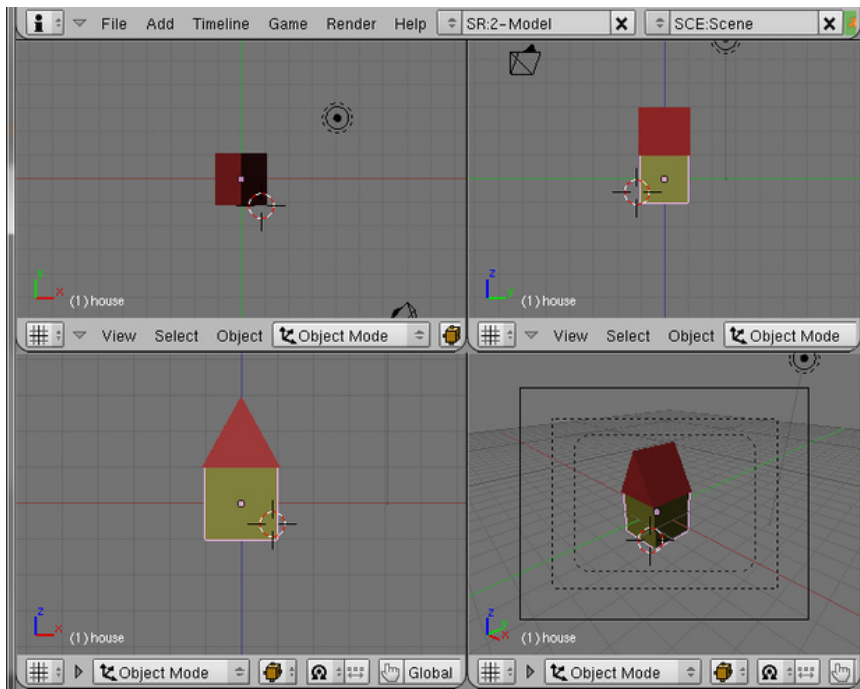 File Add Timeline Game Render Help SR:2-Model SCE:Scene
y x (1) house
z y (1) house
View Select Object Object Mode
View Select Object Object Mode
z x (1) house
z y x (1) house
Object Mode Global
Object Mode